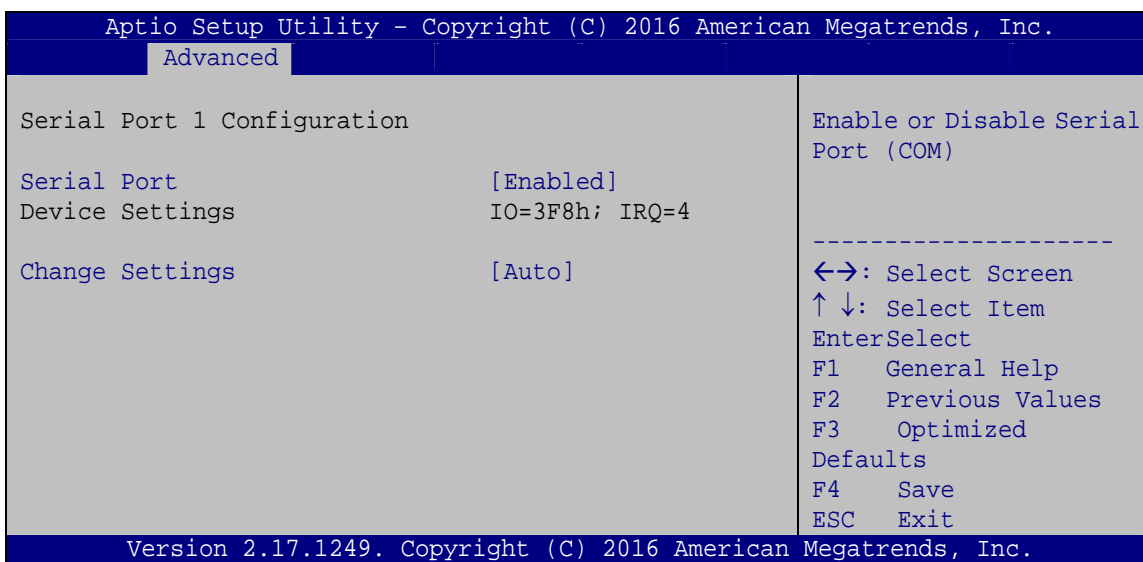 Aptio Setup Utility – Copyright (C) 2016 American Megatrends, Inc.
Advanced
Serial Port 1 Configuration
Serial Port [Enabled]
Device Settings IO=3F8h; IRQ=4
Change Settings [Auto]
Enable or Disable Serial
Port (COM)
---------------------
←→: Select Screen
↑ ↓: Select Item
EnterSelect
F1 General Help
F2 Previous Values
F3 Optimized
Defaults
F4 Save
ESC Exit
Version 2.17.1249. Copyright (C) 2016 American Megatrends, Inc.